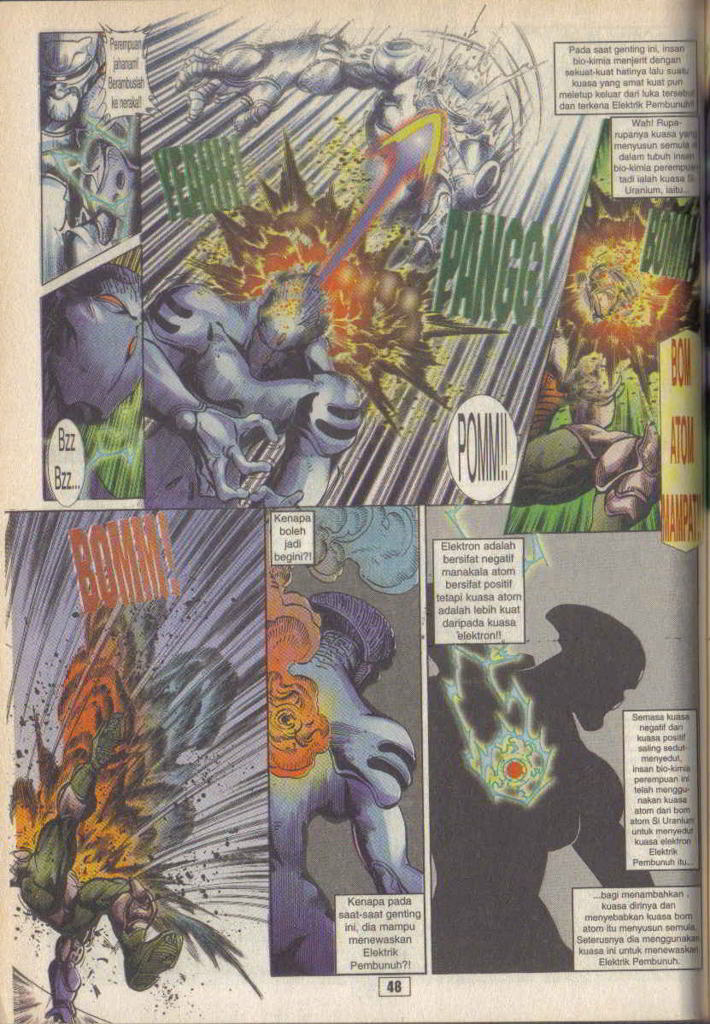 Perempuan
jahanam!
Berambuslah
ke neraka!!
Pada saat genting ini, insan
bio-kimia menjerit dengan
sekuat-kuat hatinya lalu suatu
kuasa yang amat kuat pun
meletup keluar dari luka tersebut
dan terkena Elektrik Pembunuh!!
Wah! Rupa-
rupanya kuasa yang
menyusun semula di
dalam tubuh insan
bio-kimia perempuan
tadi ialah kuasa Si
Uranium, iaitu...
YEAHH!
PANGG!
BOMM!
BOM
ATOM
MAMPAT!
Bzz
Bzz...
POMM!!
BOMM!
Kenapa
boleh
jadi
begini?!
Elektron adalah
bersifat negatif
manakala atom
bersifat positif
tetapi kuasa atom
adalah lebih kuat
daripada kuasa
elektron!!
Semasa kuasa
negatif dan
kuasa positif
saling sedut-
menyedut,
insan bio-kimia
perempuan ini
telah menggu-
nakan kuasa
atom dari bom
atom Si Uranium
untuk menyedut
kuasa elektron
Elektrik
Pembunuh itu...
Kenapa pada
saat-saat genting
ini, dia mampu
menewaskan
Elektrik
Pembunuh?!
...bagi menambahkan
kuasa dirinya dan
menyebabkan kuasa bom
atom itu menyusun semula.
Seterusnya dia menggunakan
kuasa ini untuk menewaskan
Elektrik Pembunuh.
48